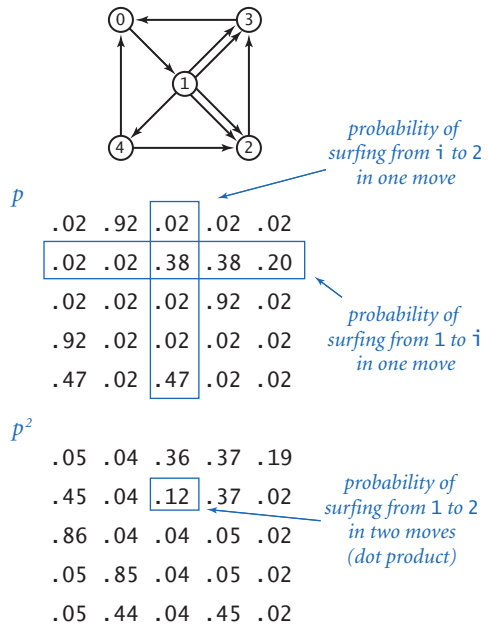 0
3
1
4
2
probability of
surfing from i to 2
in one move
p
.02 .92 .02 .02 .02
.02 .02 .38 .38 .20
.02 .02 .02 .92 .02
.92 .02 .02 .02 .02
.47 .02 .47 .02 .02
probability of
surfing from 1 to i
in one move
p²
.05 .04 .36 .37 .19
.45 .04 .12 .37 .02
.86 .04 .04 .05 .02
.05 .85 .04 .05 .02
.05 .44 .04 .45 .02
probability of
surfing from 1 to 2
in two moves
(dot product)